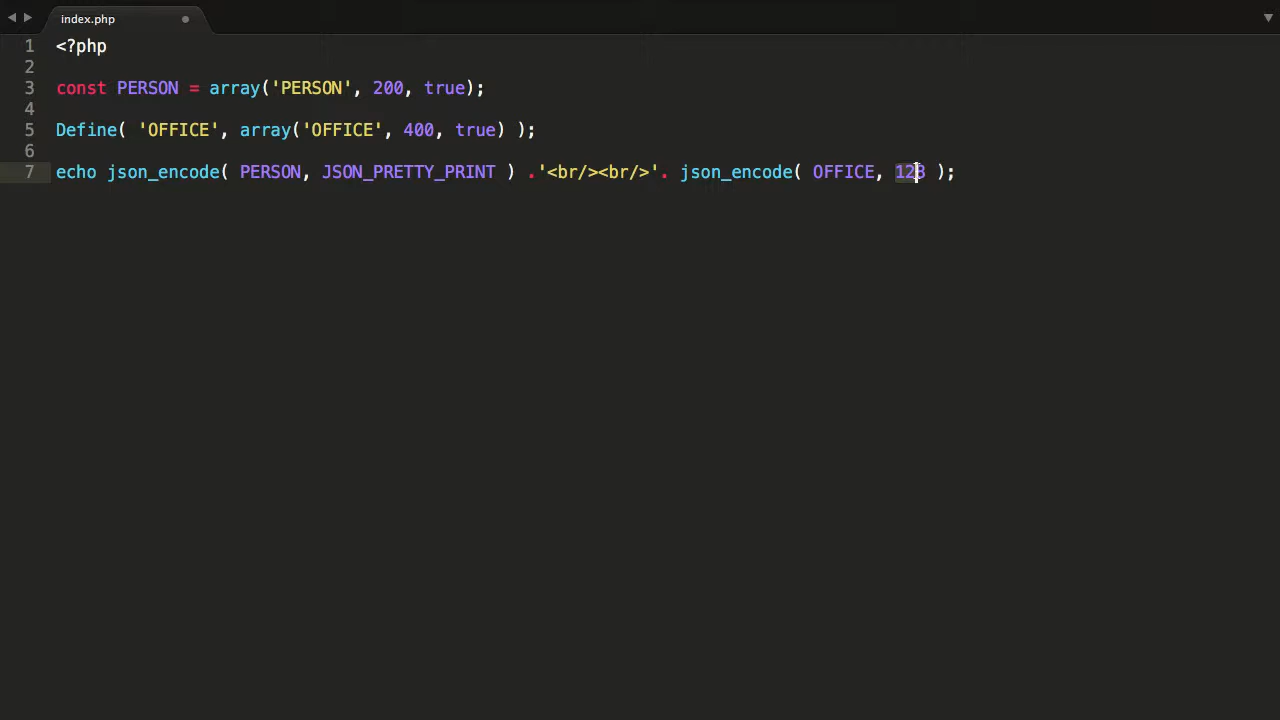 index.php
1 <?php
2
3 const PERSON = array('PERSON', 200, true);
4
5 Define( 'OFFICE', array('OFFICE', 400, true) );
6
7 echo json_encode( PERSON, JSON_PRETTY_PRINT ) .'<br/><br/>'. json_encode( OFFICE, 123 );